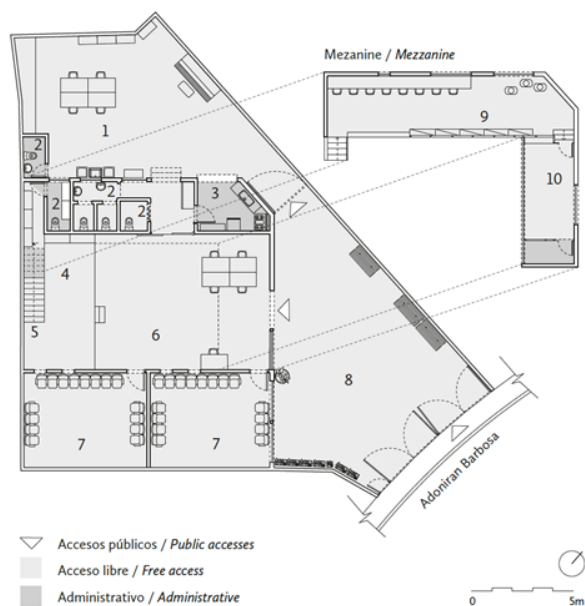 Mezanine / Mezzanine
9
10
1
2
2
2
2
3
4
5
6
7
7
8
Adoniran Barbosa
Accesos públicos / Public accesses
Acceso libre / Free access
Administrativo / Administrative
0 5m